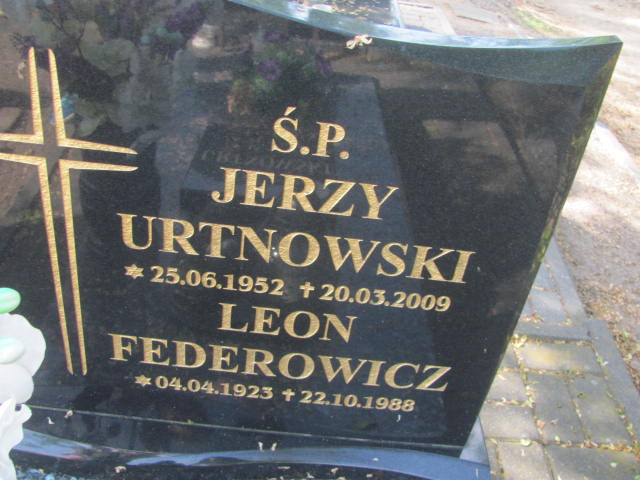 Ś.P.
JERZY
URTNOWSKI
✶ 25.06.1952 ✝ 20.03.2009
LEON
FEDEROWICZ
✶ 04.04.1923 ✝ 22.10.1988